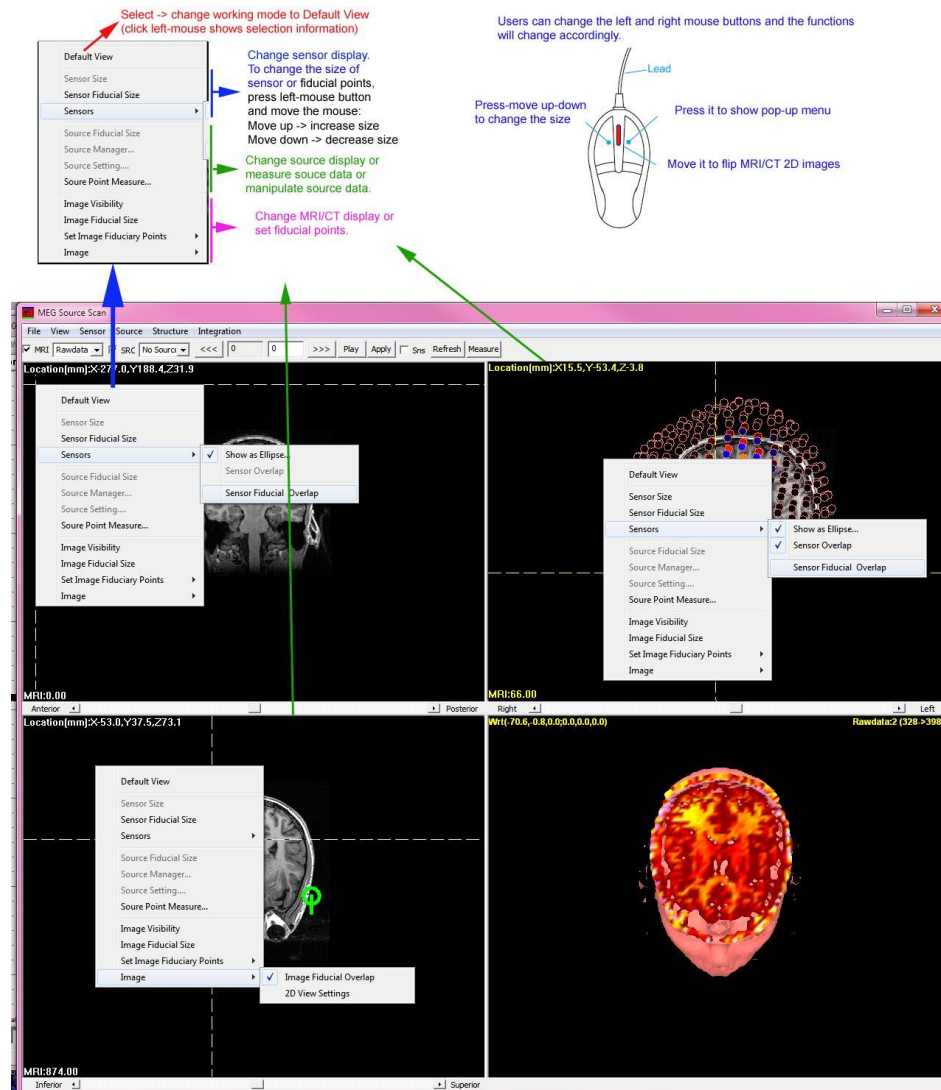 Select -> change working mode to Default View
(click left-mouse shows selection information)
Default View
Sensor Size
Sensor Fiducial Size
Sensors
Source Fiducial Size
Source Manager...
Source Setting....
Soure Point Measure...
Image Visibility
Image Fiducial Size
Set Image Fiduciary Points
Image
Change sensor display.
To change the size of
sensor or fiducial points,
press left-mouse button
and move the mouse:
Move up -> increase size
Move down -> decrease size
Change source display or
measure souce data or
manipulate source data.
Change MRI/CT display or
set fiducial points.
Users can change the left and right mouse buttons and the functions
will change accordingly.
Lead
Press-move up-down
to change the size
Press it to show pop-up menu
Move it to flip MRI/CT 2D images
MEG Source Scan
File View Sensor Source Structure Integration
MRI Rawdata SRC No Sourc <<< 0 0 >>> Play Apply Sns Refresh Measure
Location(mm):X-277.0,Y188.4,Z31.9
Default View
Sensor Size
Sensor Fiducial Size
Sensors
Source Fiducial Size
Source Manager...
Source Setting....
Soure Point Measure...
Image Visibility
Image Fiducial Size
Set Image Fiduciary Points
Image
Show as Ellipse...
Sensor Overlap
Sensor Fiducial Overlap
MRI:0.00
Anterior Posterior
Location(mm):X15.5,Y-53.4,Z-3.8
Default View
Sensor Size
Sensor Fiducial Size
Sensors
Source Fiducial Size
Source Manager...
Source Setting....
Soure Point Measure...
Image Visibility
Image Fiducial Size
Set Image Fiduciary Points
Image
Show as Ellipse...
Sensor Overlap
Sensor Fiducial Overlap
MRI:66.00
Right Left
Location(mm):X-53.0,Y37.5,Z73.1
Default View
Sensor Size
Sensor Fiducial Size
Sensors
Source Fiducial Size
Source Manager...
Source Setting....
Soure Point Measure...
Image Visibility
Image Fiducial Size
Set Image Fiduciary Points
Image
Image Fiducial Overlap
2D View Settings
MRI:874.00
Inferior Superior
Wrt(-70.6,-0.8,0.0;0.0,0.0,0.0)
Rawdata:2 (328->398